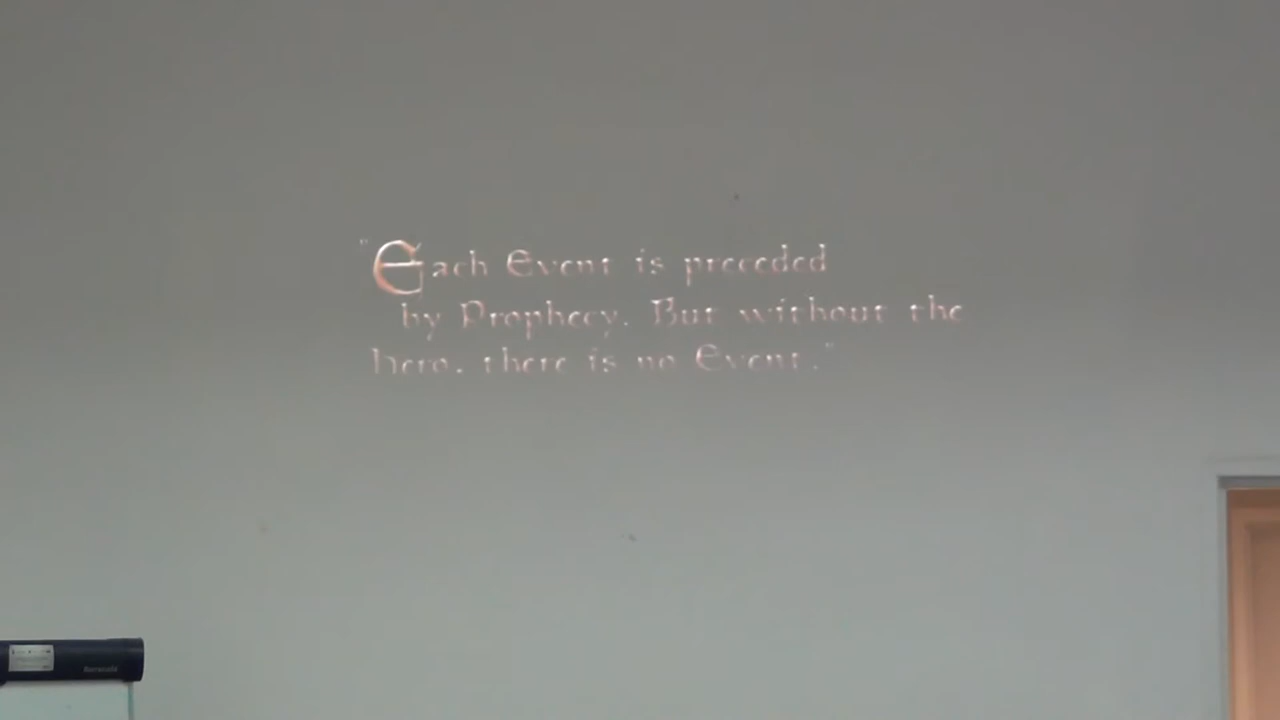 "Each Event is preceded
by Prophecy. But without the
hero, there is no Event."